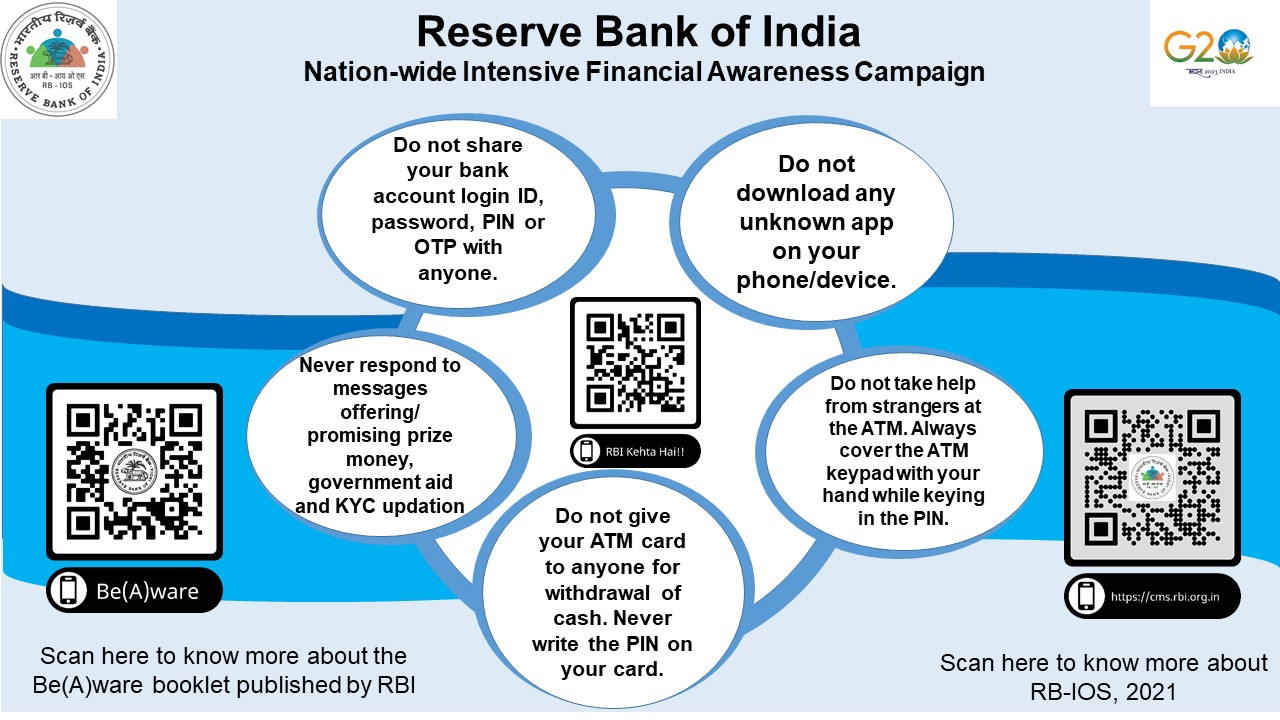 Reserve Bank of India
Nation-wide Intensive Financial Awareness Campaign
भारतीय रिज़र्व बैंक
आर बी - आय ओ एस
RB - IOS
RESERVE BANK OF INDIA
G20
भारत 2023 INDIA
Do not share
your bank
account login ID,
password, PIN or
OTP with
anyone.
Do not
download any
unknown app
on your
phone/device.
Never respond to
messages
offering/
promising prize
money,
government aid
and KYC updation
RBI Kehta Hai!!
Do not take help
from strangers at
the ATM. Always
cover the ATM
keypad with your
hand while keying
in the PIN.
Do not give
your ATM card
to anyone for
withdrawal of
cash. Never
write the PIN on
your card.
Be(A)ware
Scan here to know more about the
Be(A)ware booklet published by RBI
https://cms.rbi.org.in
Scan here to know more about
RB-IOS, 2021